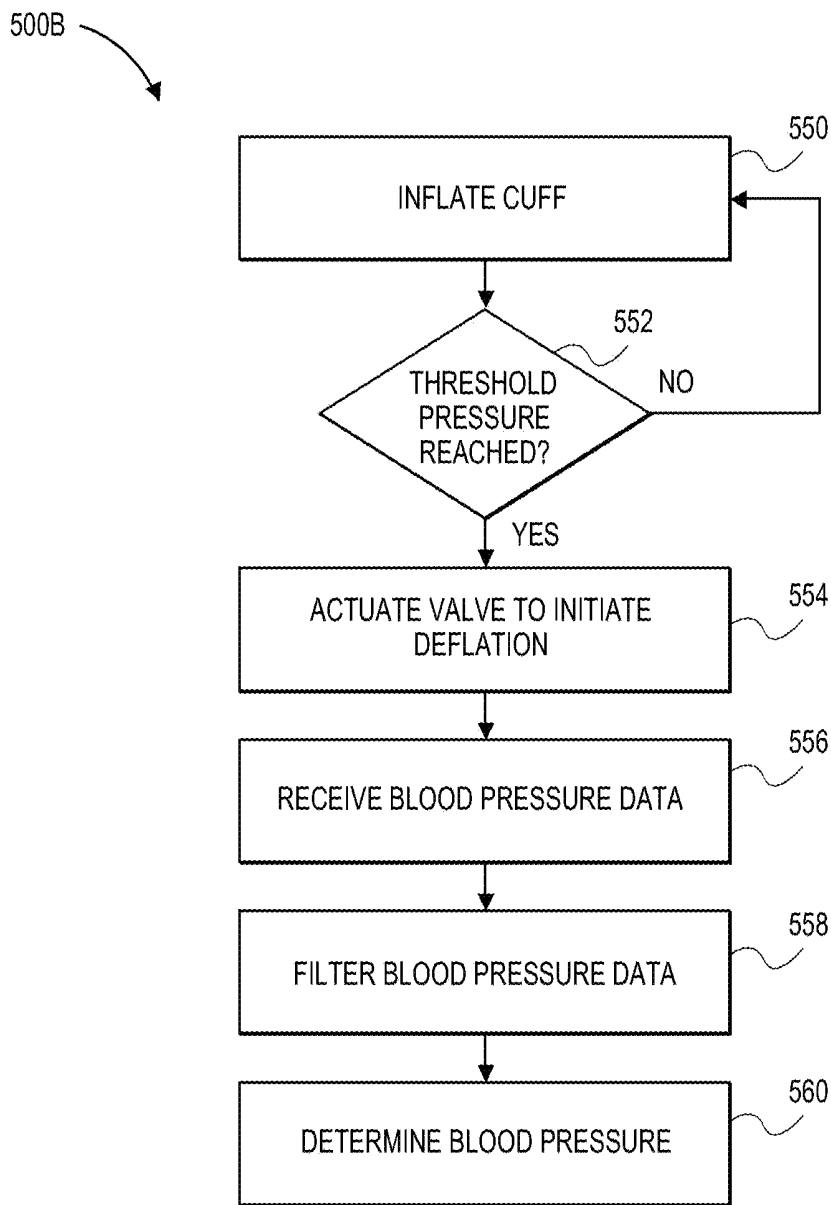 500B
550
INFLATE CUFF
552
THRESHOLD
PRESSURE
REACHED?
NO
YES
554
ACTUATE VALVE TO INITIATE
DEFLATION
556
RECEIVE BLOOD PRESSURE DATA
558
FILTER BLOOD PRESSURE DATA
560
DETERMINE BLOOD PRESSURE